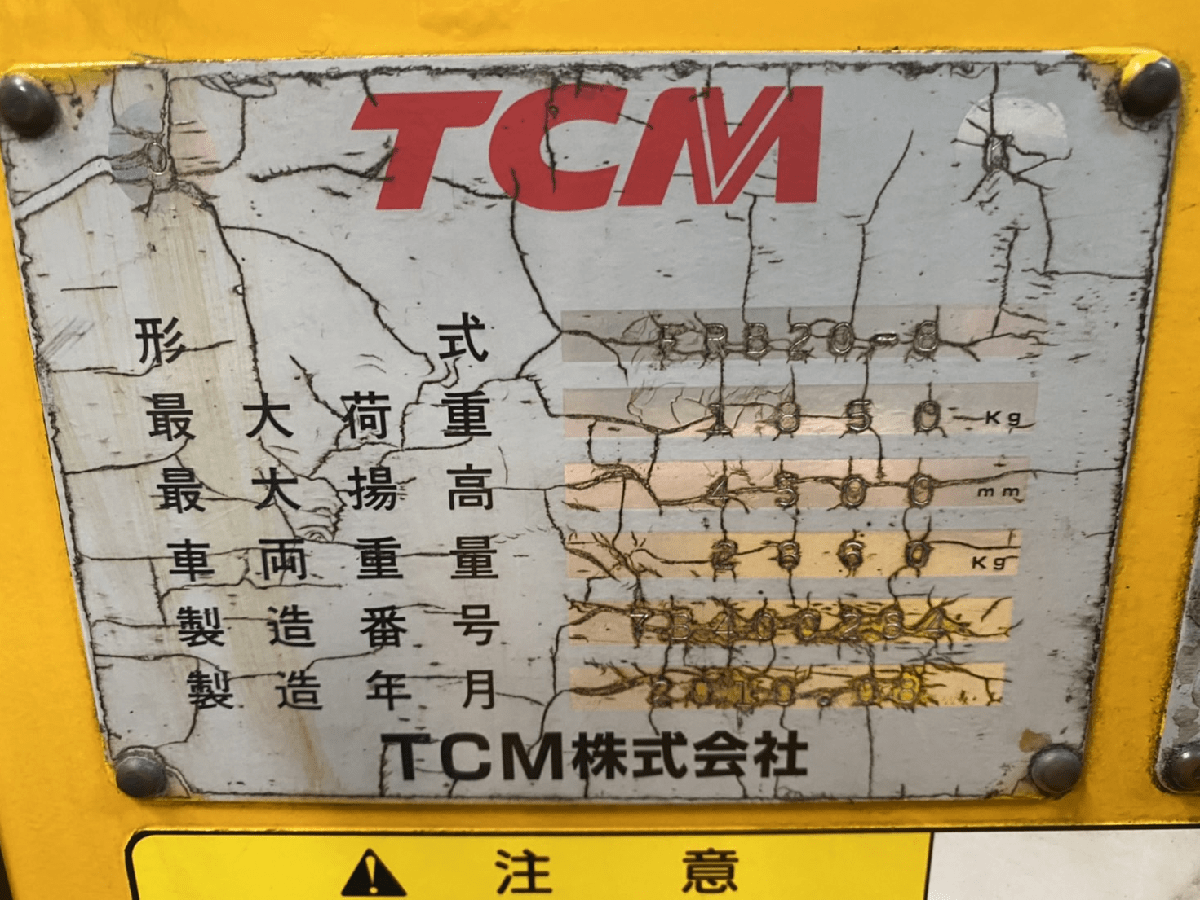 TCM
形式 FRB20-8
最大荷重 1850 Kg
最大揚高 4500 mm
車両重量 2860 Kg
製造番号
製造年月 2010.08
TCM株式会社
注意